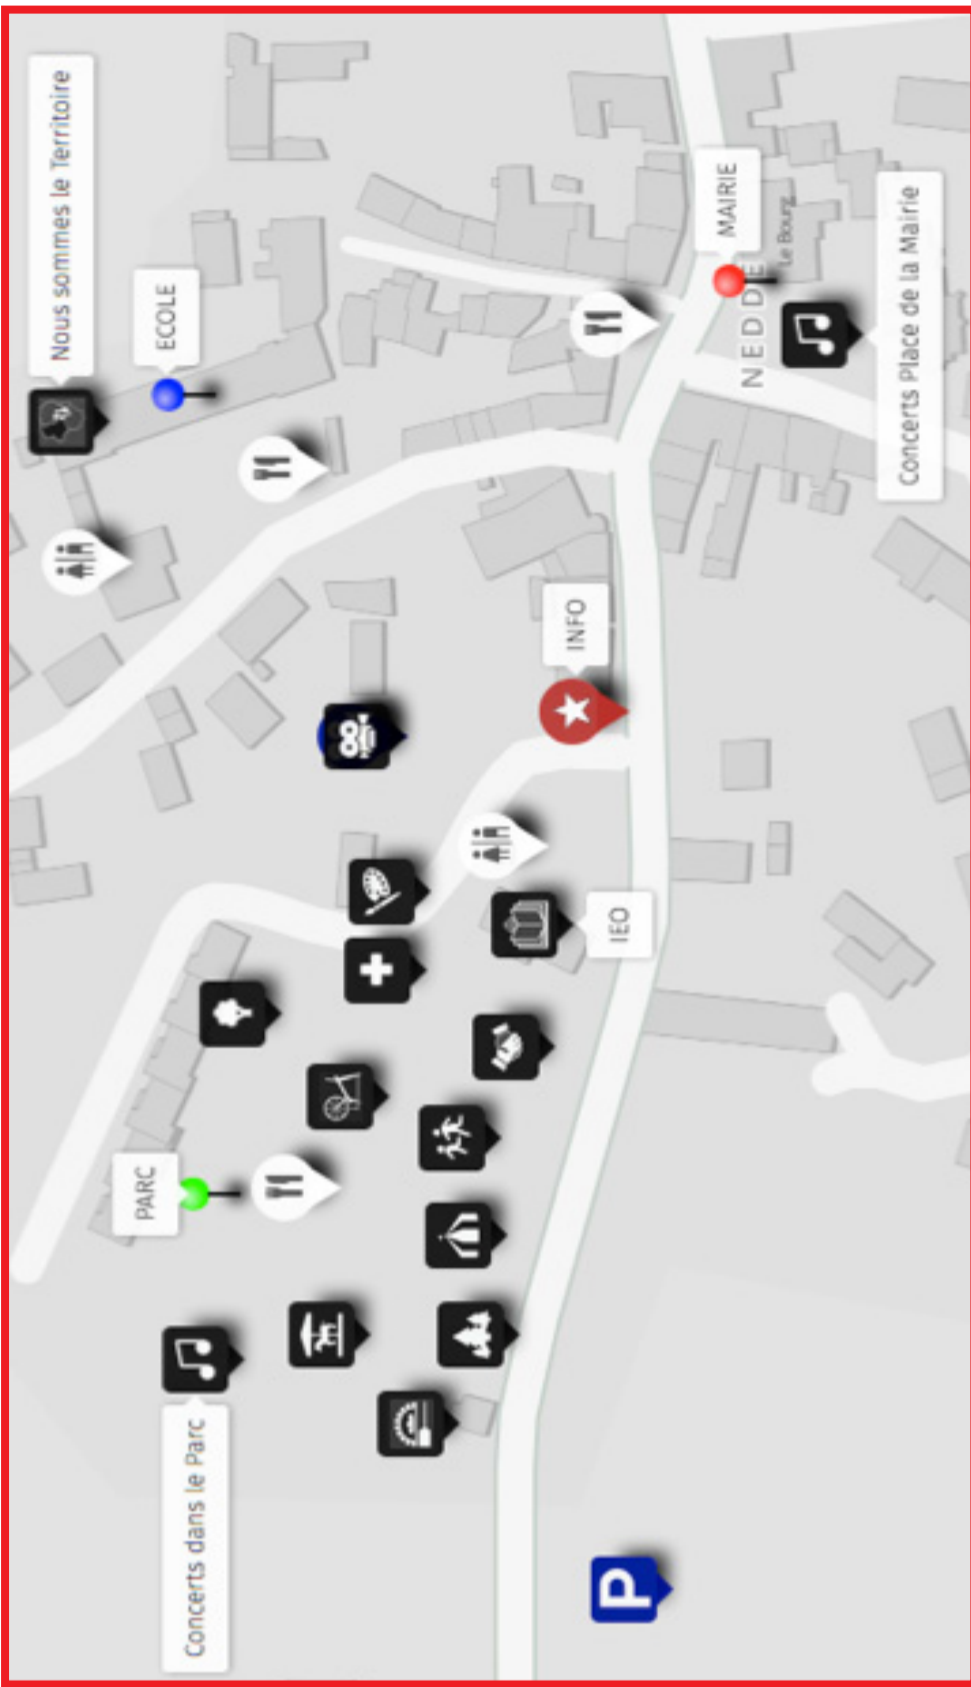 Nous sommes le Territoire
ECOLE
PARC
Concerts dans le Parc
INFO
IEO
MAIRIE
Le Bourg
NEDDE
Concerts Place de la Mairie
P